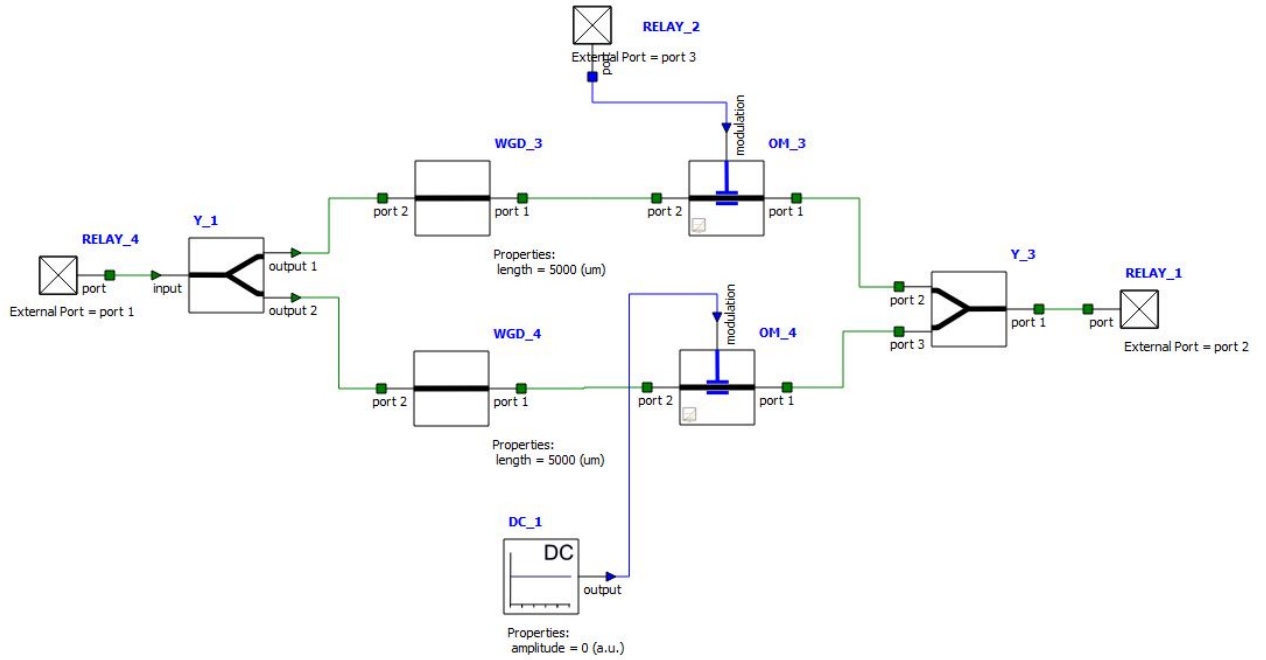 RELAY_2
External Port = port 3
port
modulation
WGD_3
OM_3
port 2
port 1
port 2
port 1
Y_1
RELAY_4
output 1
port
input
output 2
External Port = port 1
Properties:
length = 5000 (um)
Y_3
RELAY_1
port 2
port 1
port
port 3
External Port = port 2
modulation
WGD_4
OM_4
port 2
port 1
port 2
port 1
Properties:
length = 5000 (um)
DC_1
DC
output
Properties:
amplitude = 0 (a.u.)